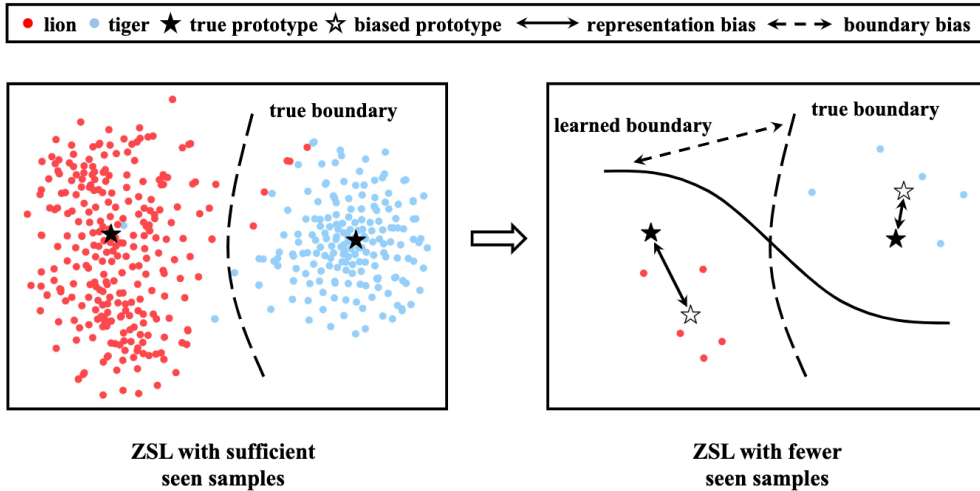 lion tiger true prototype biased prototype representation bias boundary bias
true boundary
learned boundary
true boundary
ZSL with sufficient
seen samples
ZSL with fewer
seen samples